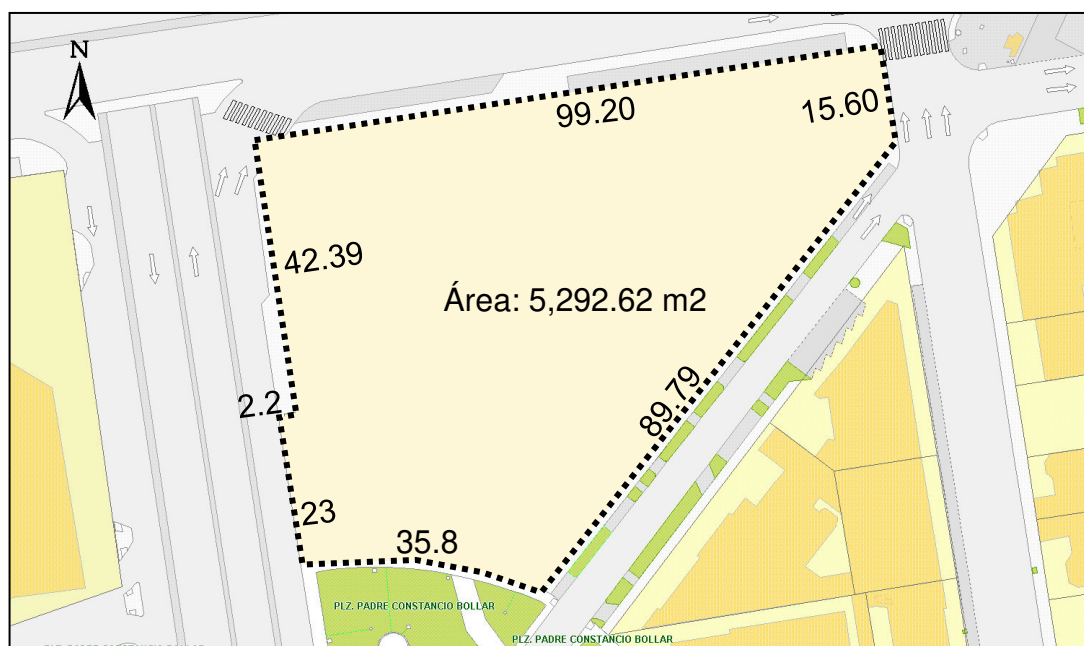 N
99.20
15.60
42.39
Área: 5,292.62 m2
2.2
89.79
23
35.8
PLZ. PADRE CONSTANCIO BOLLAR
PLZ. PADRE CONSTANCIO BOLLAR